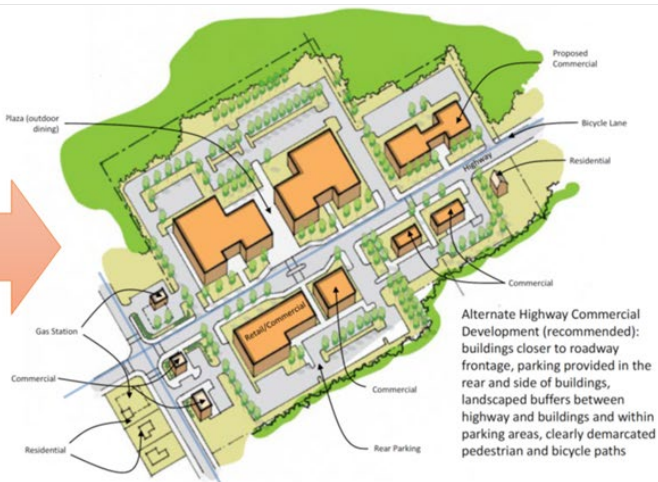 Proposed
Commercial
Plaza (outdoor
dining)
Bicycle Lane
Highway
Residential
Commercial
Gas Station
Retail/Commercial
Commercial
Commercial
Residential
Rear Parking
Alternate Highway Commercial
Development (recommended):
buildings closer to roadway
frontage, parking provided in the
rear and side of buildings,
landscaped buffers between
highway and buildings and within
parking areas, clearly demarcated
pedestrian and bicycle paths